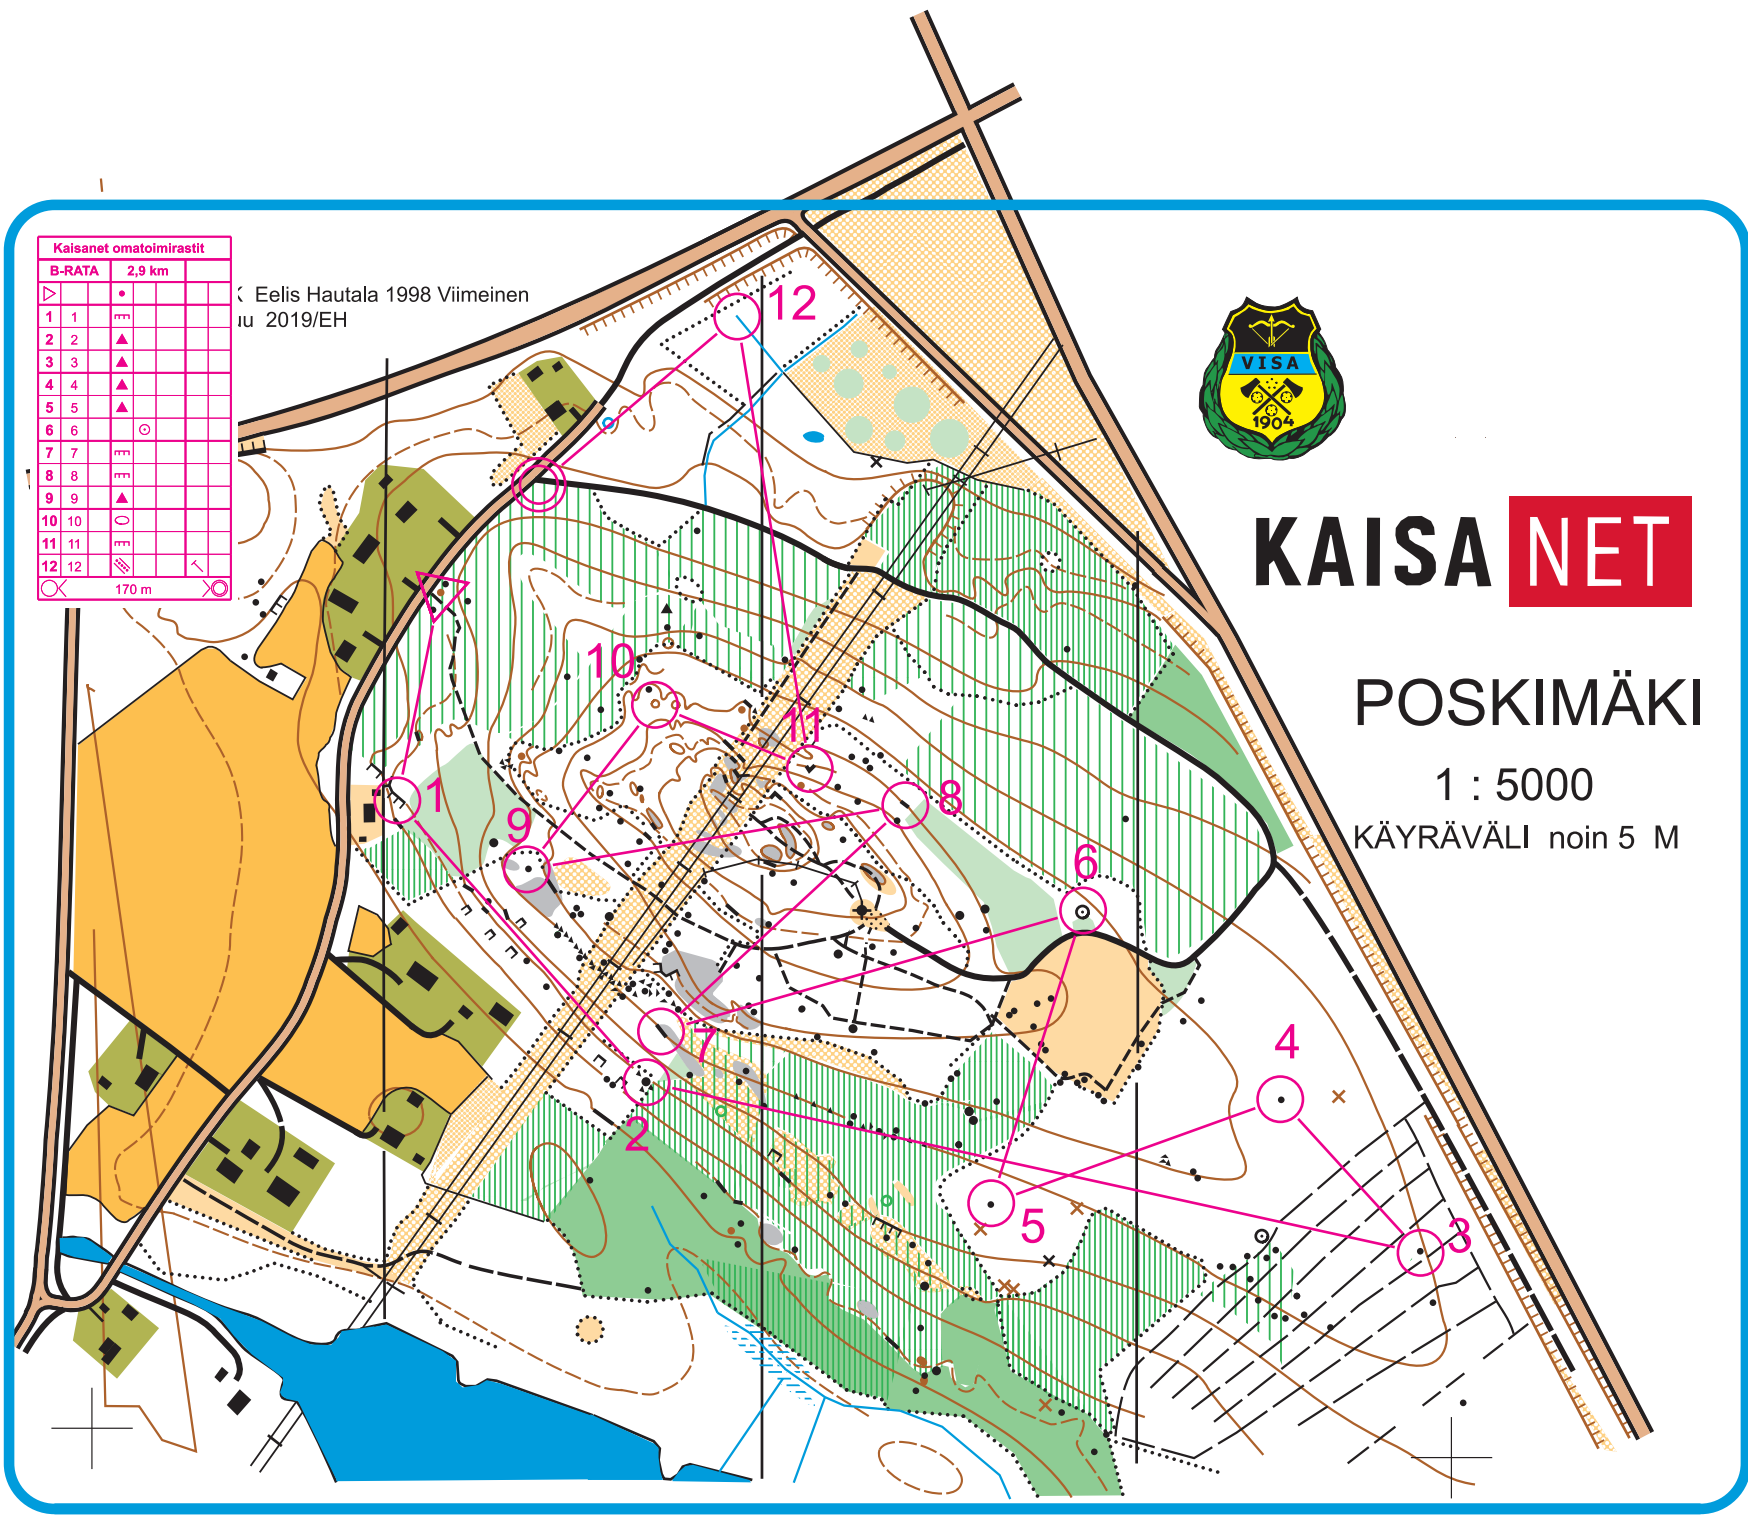 Kaisanet omatoimirastit
B-RATA 2,9 km
1 1
2 2
3 3
4 4
5 5
6 6
7 7
8 8
9 9
10 10
11 11
12 12
170 m
Eelis Hautala 1998 Viimeinen
uu 2019/EH
VISA
1904
KAISA NET
POSKIMÄKI
1 : 5000
KÄYRÄVÄLI noin 5 M
12
10
11
1
9
8
6
7
2
4
5
3